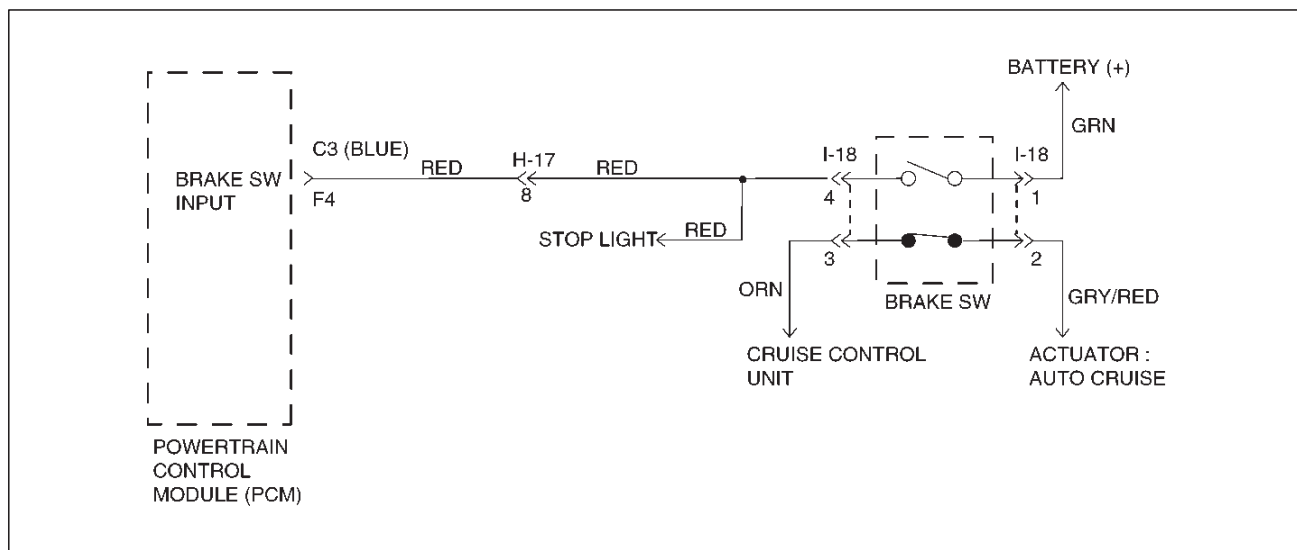 BATTERY (+)
GRN
C3 (BLUE)
RED
H-17
RED
I-18
I-18
BRAKE SW
INPUT
F4
8
4
1
STOP LIGHT
RED
3
2
ORN
BRAKE SW
GRY/RED
CRUISE CONTROL
UNIT
ACTUATOR :
AUTO CRUISE
POWERTRAIN
CONTROL
MODULE (PCM)